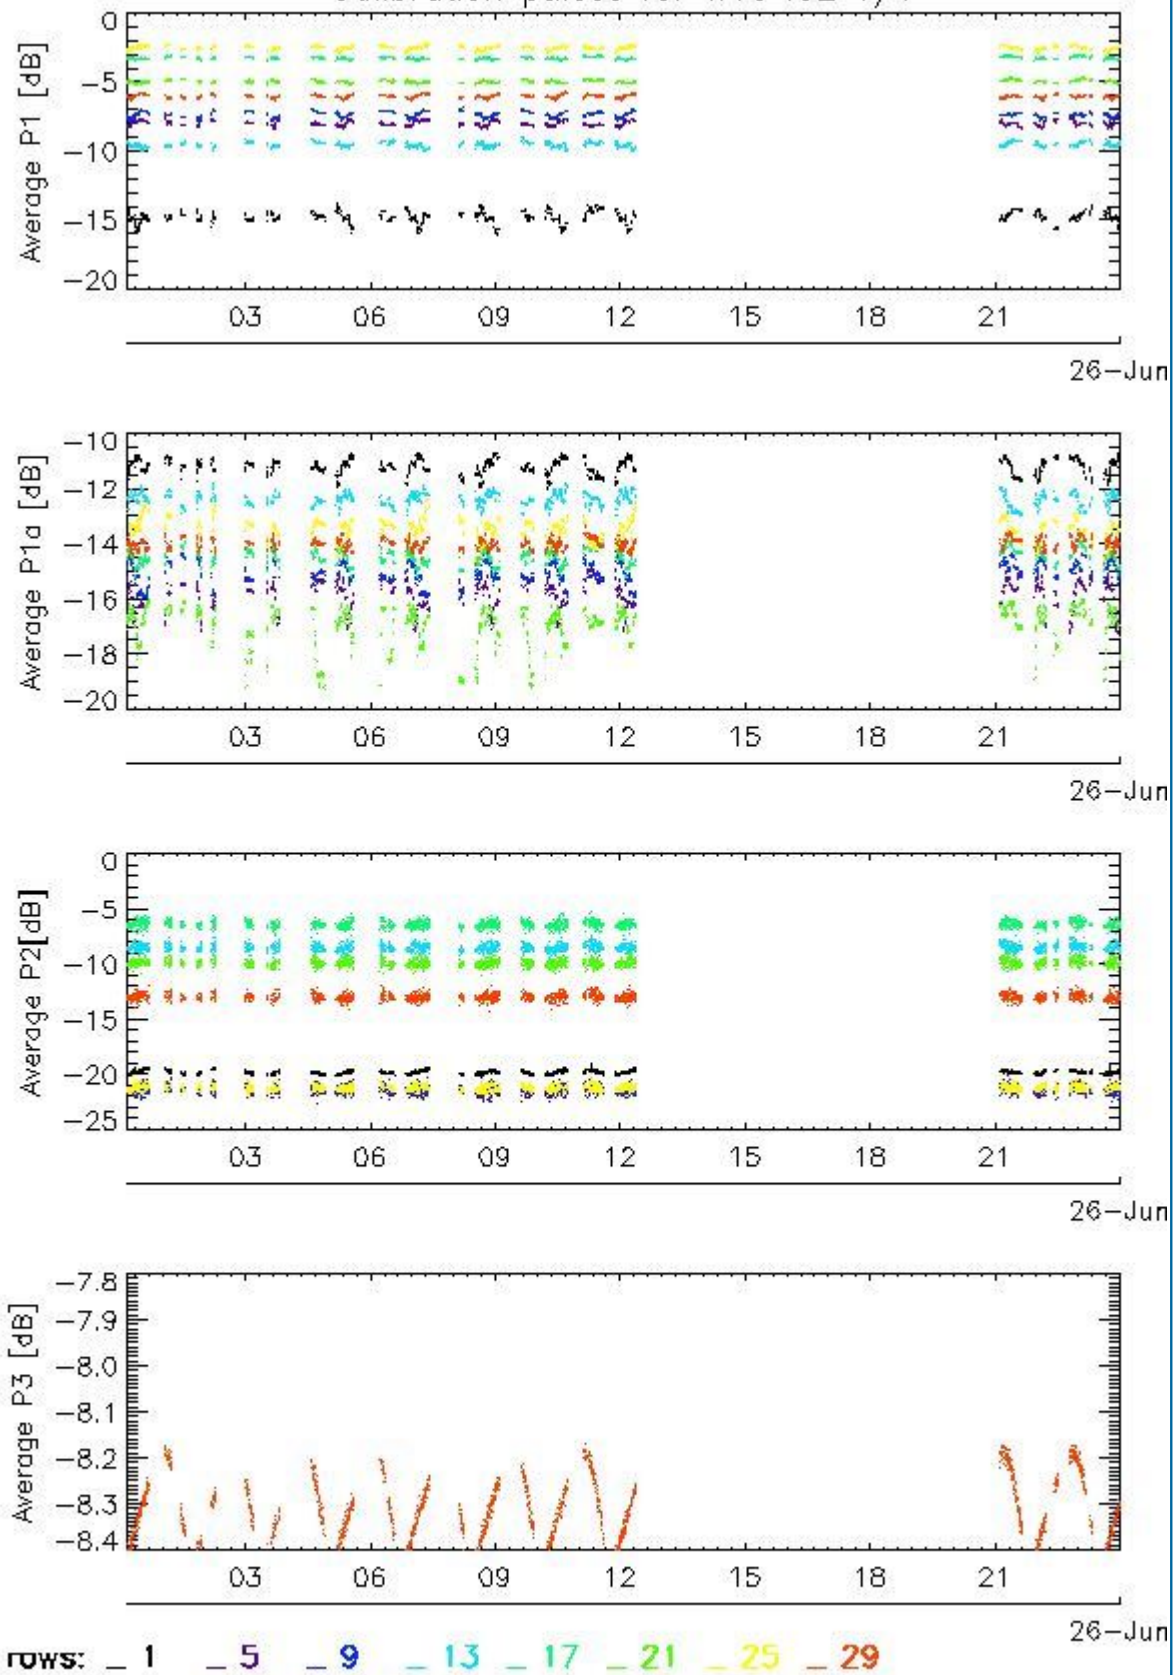 0
−5
−10
−15
−20
Average P1 [dB]
03 06 09 12 15 18 21
26−Jun
−10
−12
−14
−16
−18
−20
Average P1a [dB]
03 06 09 12 15 18 21
26−Jun
0
−5
−10
−15
−20
−25
Average P2[dB]
03 06 09 12 15 18 21
26−Jun
−7.8
−7.9
−8.0
−8.1
−8.2
−8.3
−8.4
Average P3 [dB]
03 06 09 12 15 18 21
26−Jun
rows: _ 1 _ 5 _ 9 _ 13 _ 17 _ 21 _ 25 _ 29